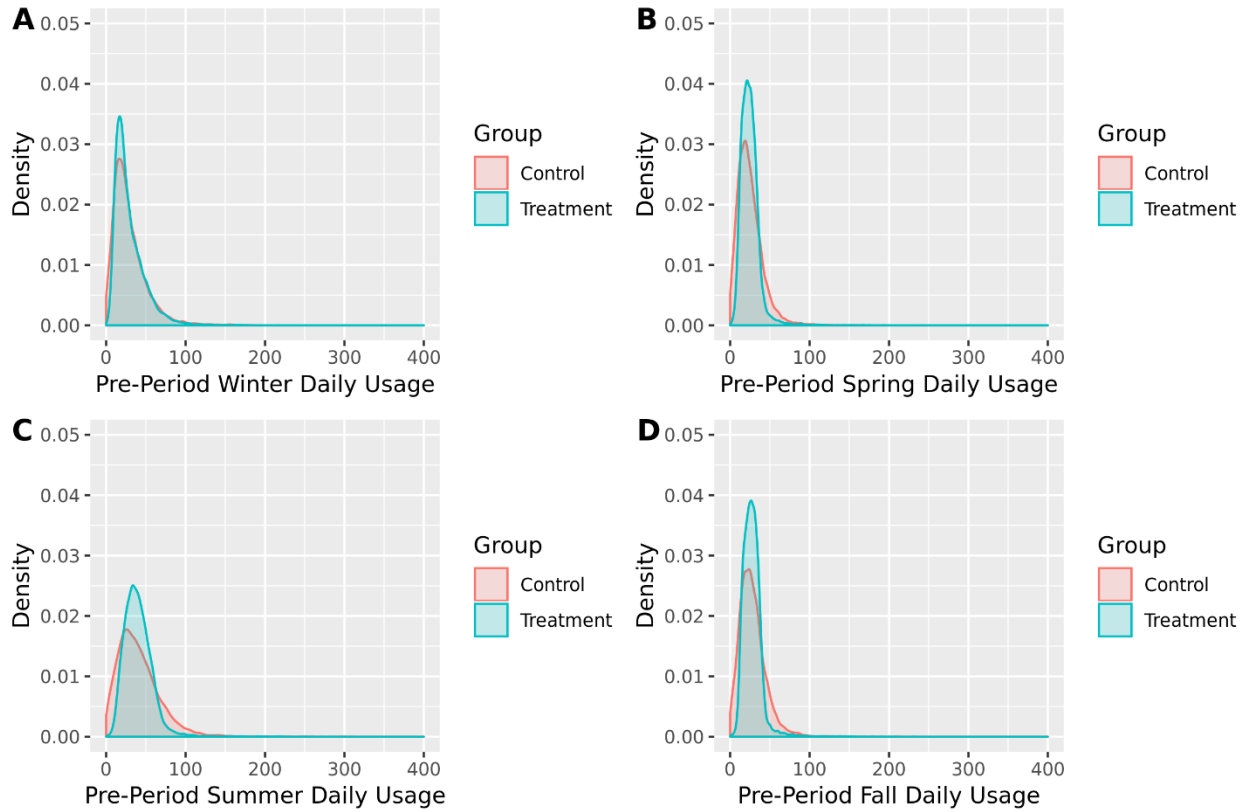 A
0.05
0.04
0.03
0.02
0.01
0.00
Density
0 100 200 300 400
Pre-Period Winter Daily Usage
Group
Control
Treatment
B
0.05
0.04
0.03
0.02
0.01
0.00
Density
0 100 200 300 400
Pre-Period Spring Daily Usage
Group
Control
Treatment
C
0.05
0.04
0.03
0.02
0.01
0.00
Density
0 100 200 300 400
Pre-Period Summer Daily Usage
Group
Control
Treatment
D
0.05
0.04
0.03
0.02
0.01
0.00
Density
0 100 200 300 400
Pre-Period Fall Daily Usage
Group
Control
Treatment